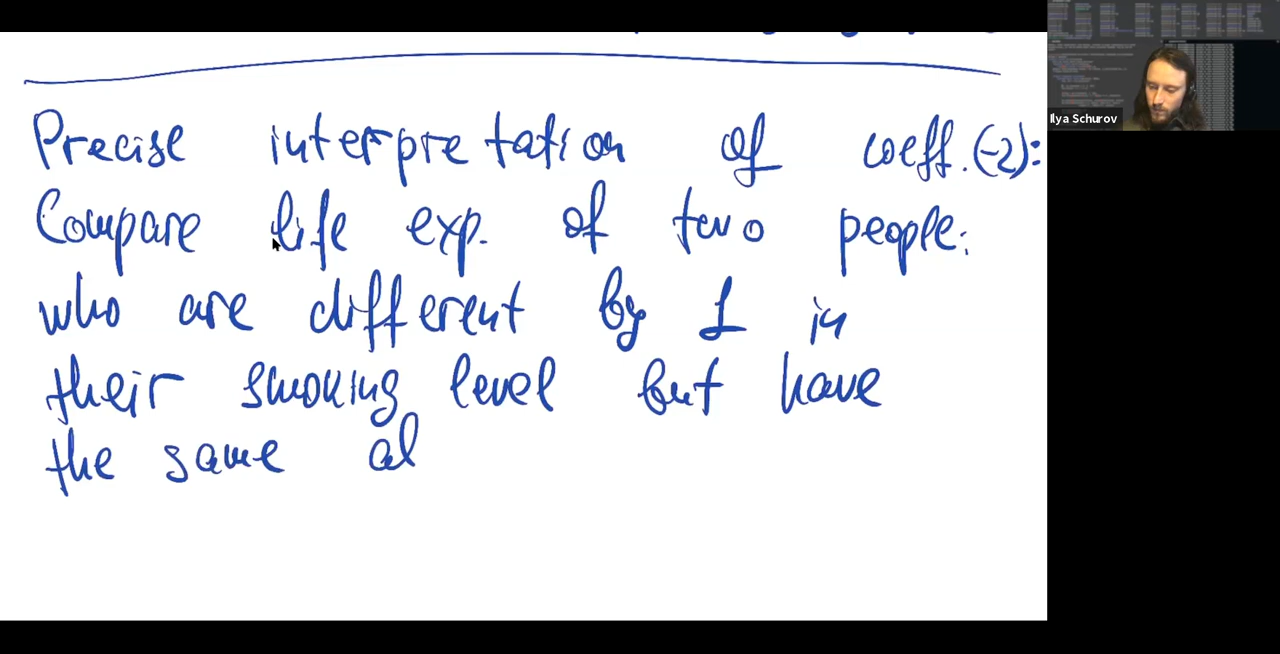 Precise interpretation of coeff. (-2):
Compare life exp. of two people:
who are different by 1 in
their smoking level but have
the same al
Ilya Schurov